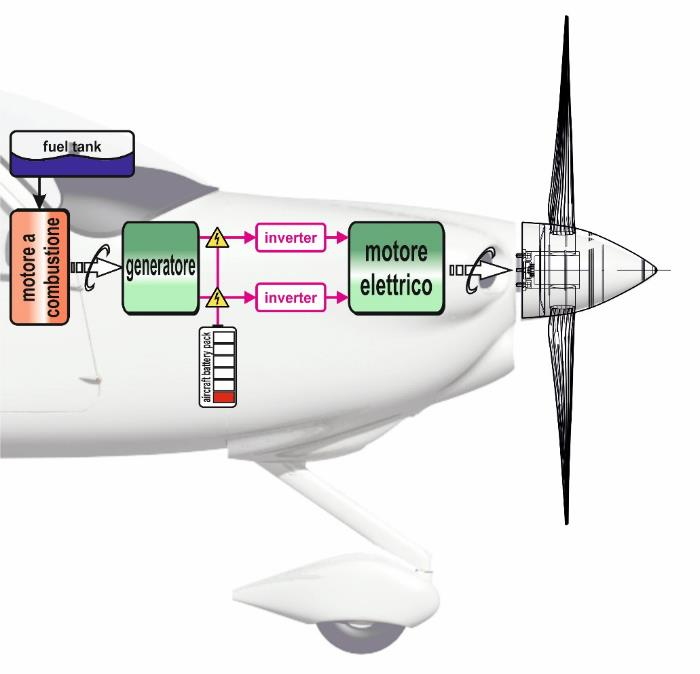 fuel tank
motore a
combustione
generatore
inverter
inverter
motore
elettrico
aircraft battery pack